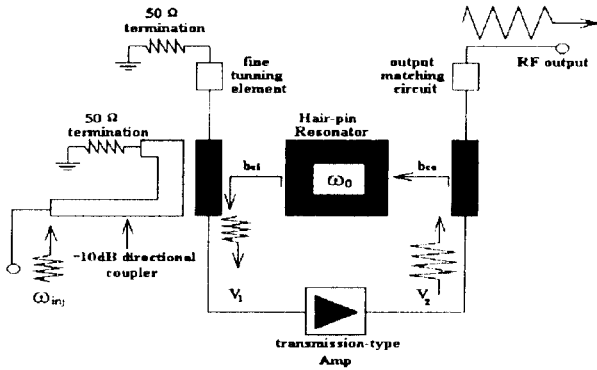 50 Ω
termination
fine
tunning
element
output
matching
circuit
RF output
50 Ω
termination
Hair-pin
Resonator
ω₀
-10dB directional
coupler
ω inj
V₁
V₂
transmission-type
Amp